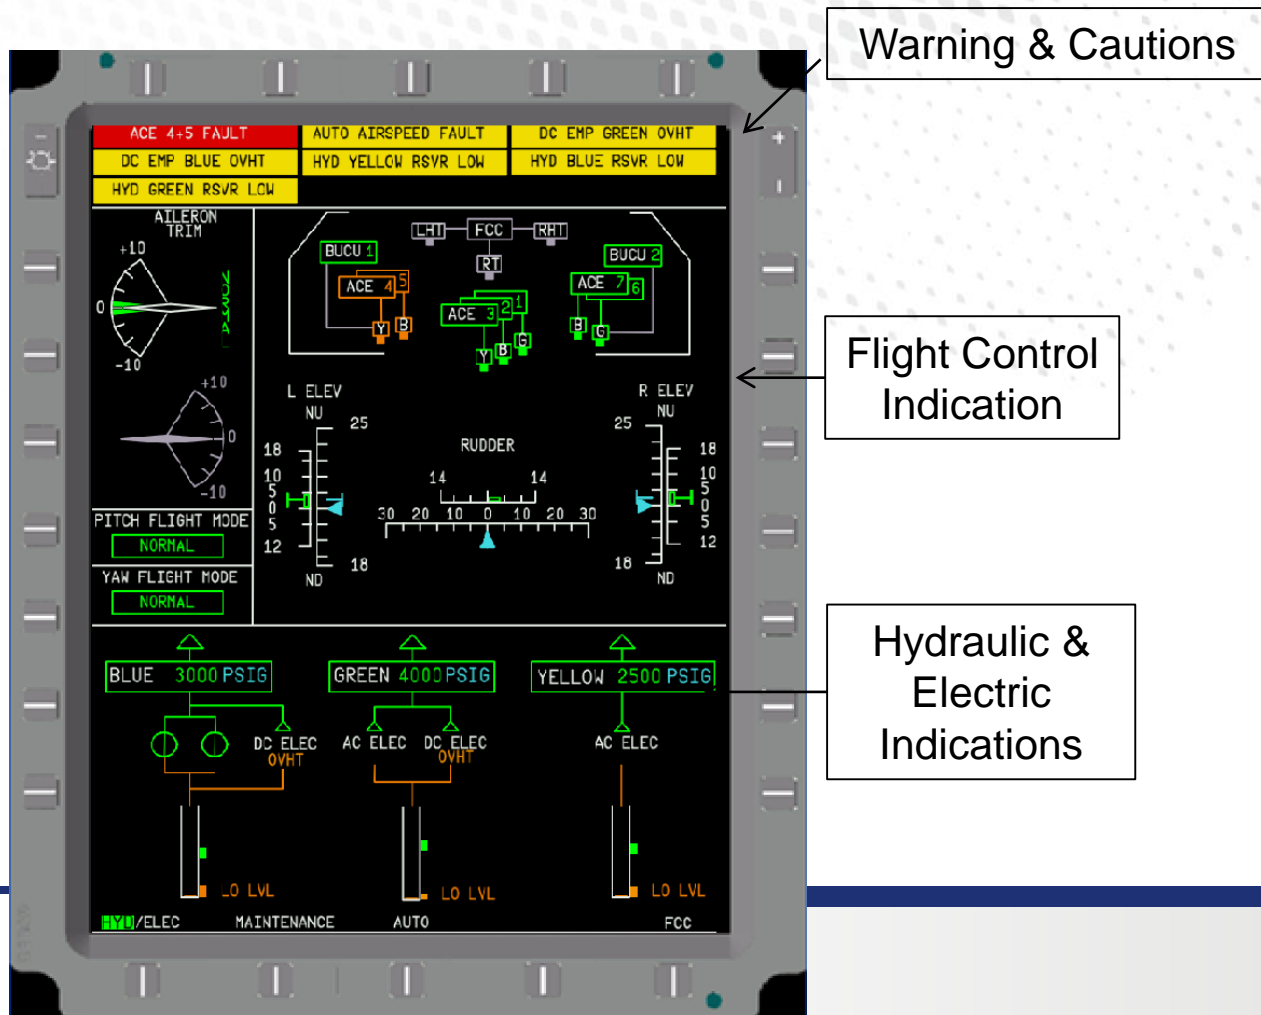 Warning & Cautions
ACE 4+5 FAULT
AUTO AIRSPEED FAULT
DC EMP GREEN OVHT
DC EMP BLUE OVHT
HYD YELLOW RSVR LOW
HYD BLUE RSVR LOW
HYD GREEN RSVR LOW
AILERON
TRIM
+10
0
-10
+10
0
-10
PITCH FLIGHT MODE
NORMAL
YAW FLIGHT MODE
NORMAL
LHT FCC RHT
RT
BUCU 1
ACE 4 5
Y B
ACE 3 2 1
Y B G
BUCU 2
ACE 7 6
B G
Flight Control
Indication
L ELEV
NU
25
18
10
5
0
5
12
18
ND
RUDDER
14 14
30 20 10 0 10 20 30
R ELEV
NU
25
18
10
5
0
5
12
18
ND
Hydraulic &
Electric
Indications
BLUE 3000 PSIG
GREEN 4000 PSIG
YELLOW 2500 PSIG
DC ELEC
OVHT
AC ELEC
DC ELEC
OVHT
AC ELEC
LO LVL
LO LVL
LO LVL
HYD/ELEC MAINTENANCE AUTO FCC